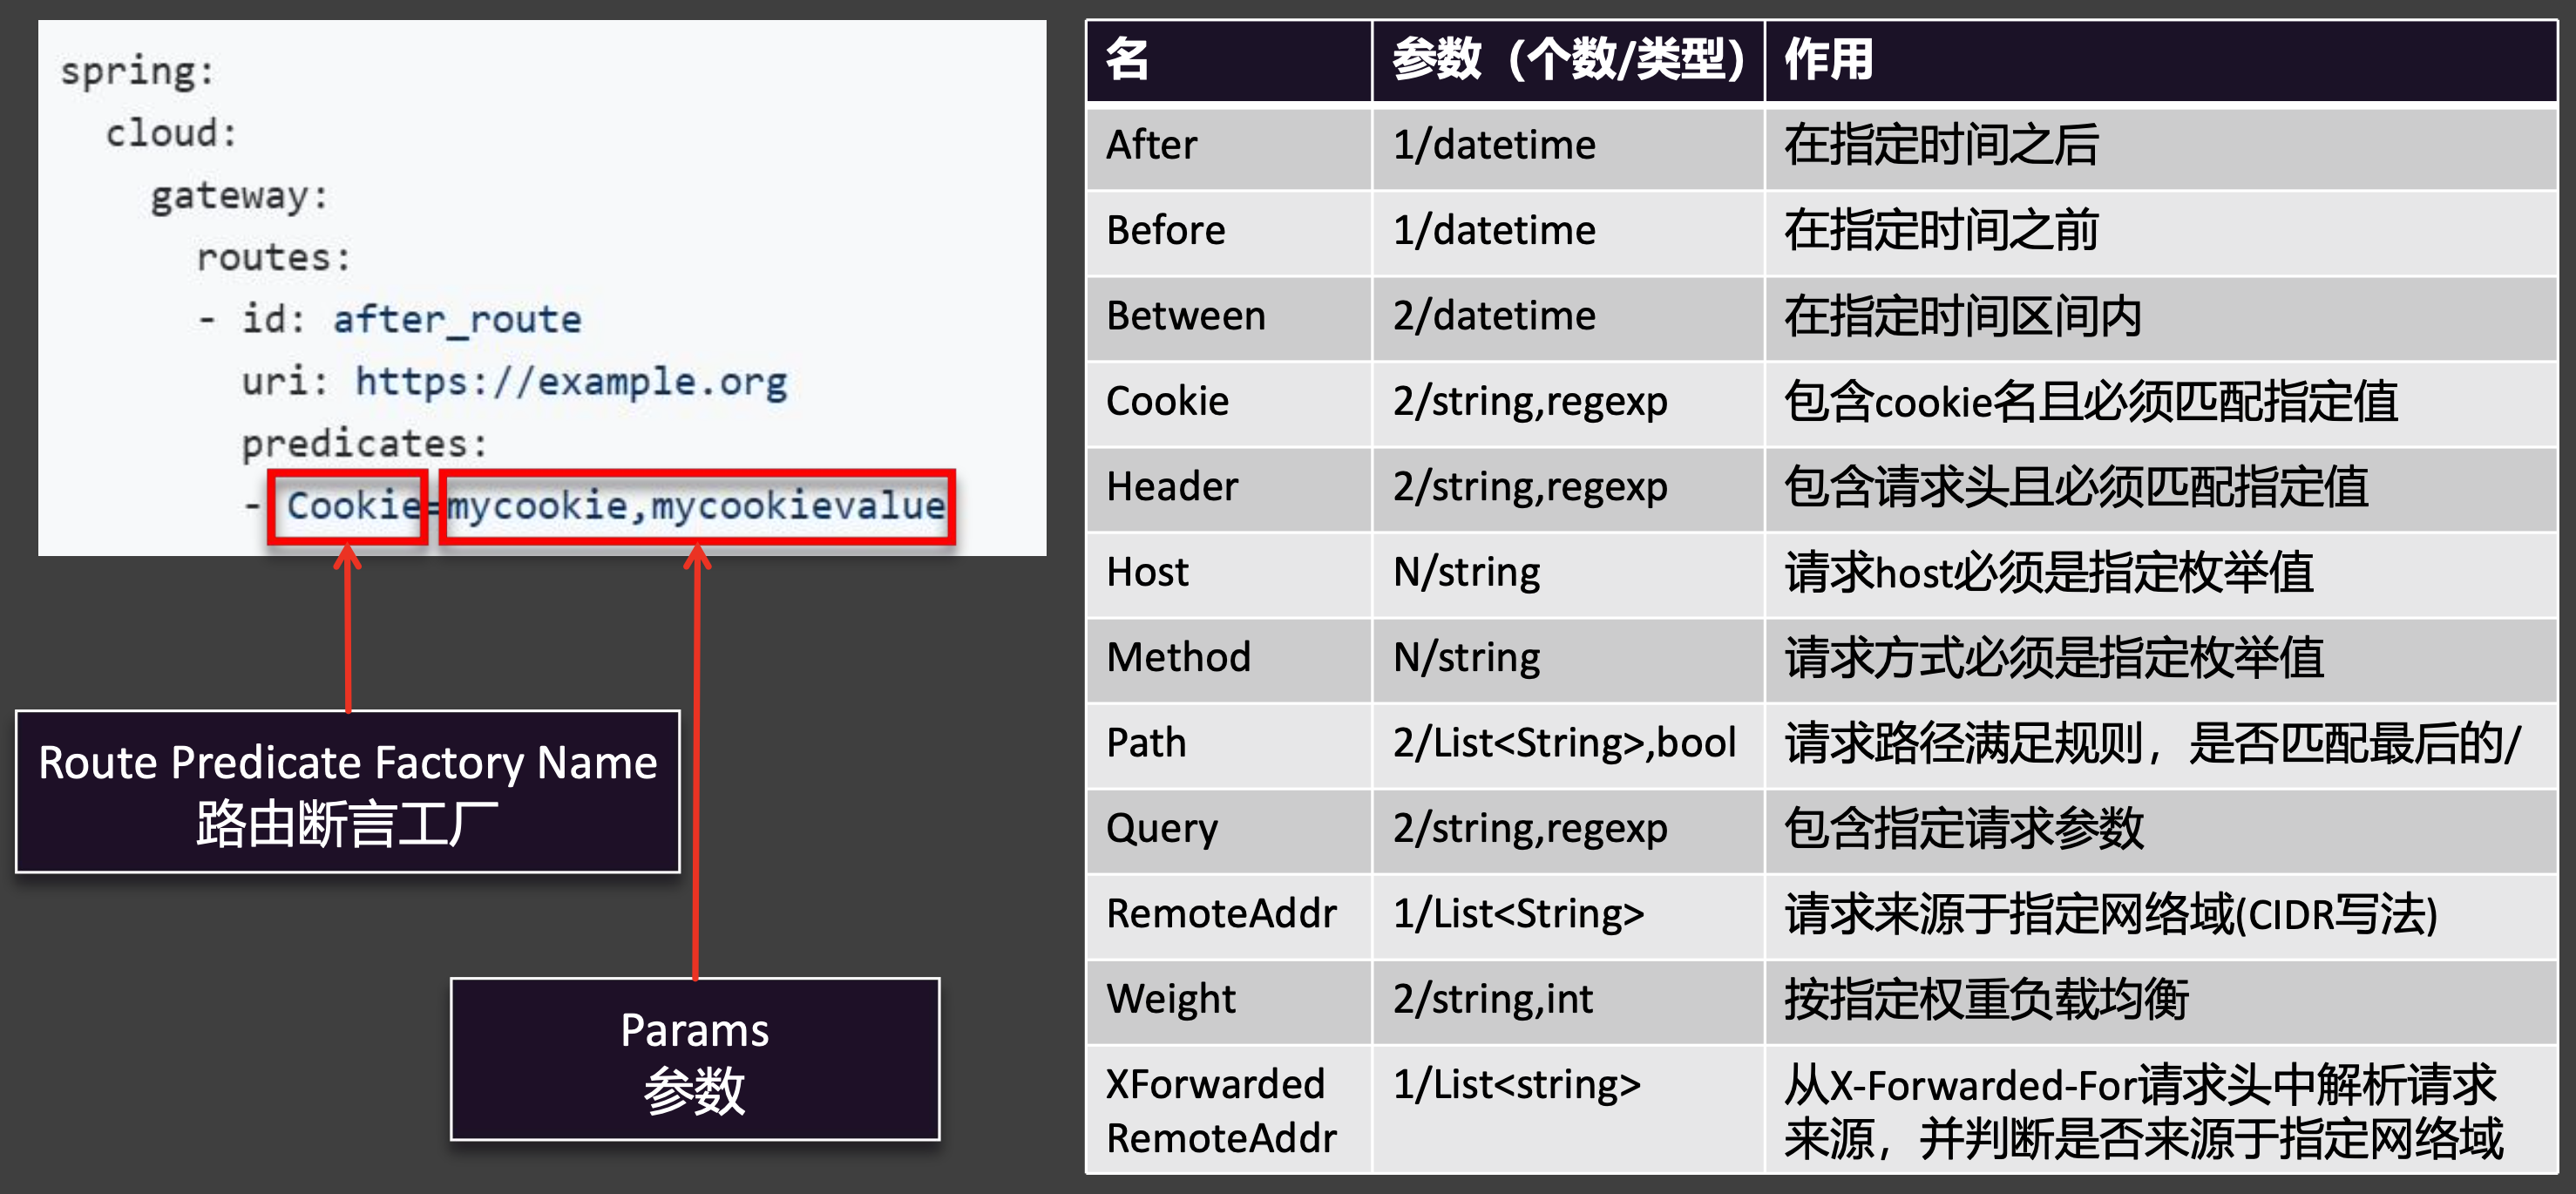 spring:
cloud:
gateway:
routes:
- id: after_route
uri: https://example.org
predicates:
- Cookie=mycookie,mycookievalue
Route Predicate Factory Name
路由断言工厂
Params
参数
名 参数（个数/类型） 作用
After 1/datetime 在指定时间之后
Before 1/datetime 在指定时间之前
Between 2/datetime 在指定时间区间内
Cookie 2/string,regexp 包含cookie名且必须匹配指定值
Header 2/string,regexp 包含请求头且必须匹配指定值
Host N/string 请求host必须是指定枚举值
Method N/string 请求方式必须是指定枚举值
Path 2/List<String>,bool 请求路径满足规则，是否匹配最后的/
Query 2/string,regexp 包含指定请求参数
RemoteAddr 1/List<String> 请求来源于指定网络域(CIDR写法)
Weight 2/string,int 按指定权重负载均衡
XForwarded 1/List<string> 从X-Forwarded-For请求头中解析请求
RemoteAddr 来源，并判断是否来源于指定网络域